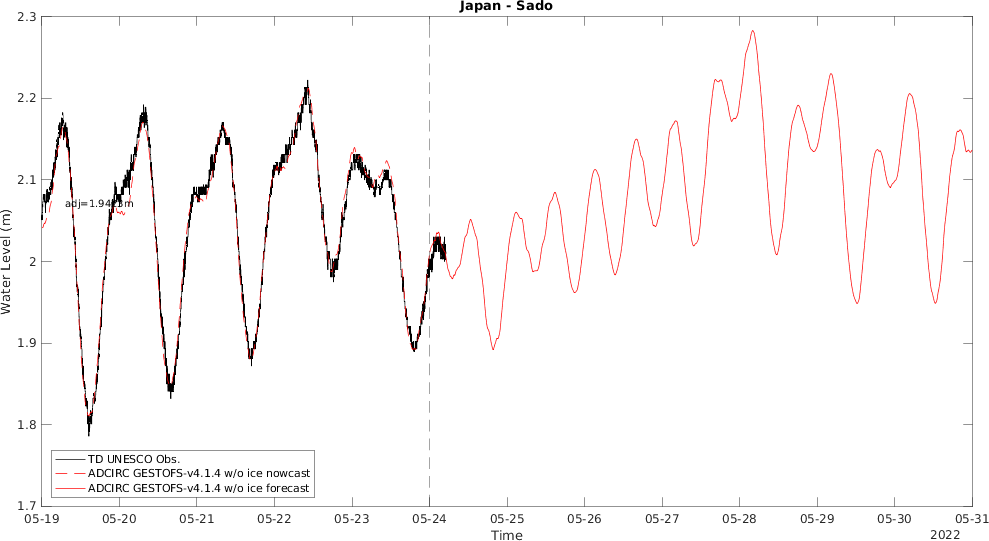 Japan - Sado
2.3
2.2
2.1
2
1.9
1.8
1.7
Water Level (m)
TD UNESCO Obs.
ADCIRC GESTOFS-v4.1.4 w/o ice nowcast
ADCIRC GESTOFS-v4.1.4 w/o ice forecast
05-19 05-20 05-21 05-22 05-23 05-24 05-25 05-26 05-27 05-28 05-29 05-30 05-31
Time
2022